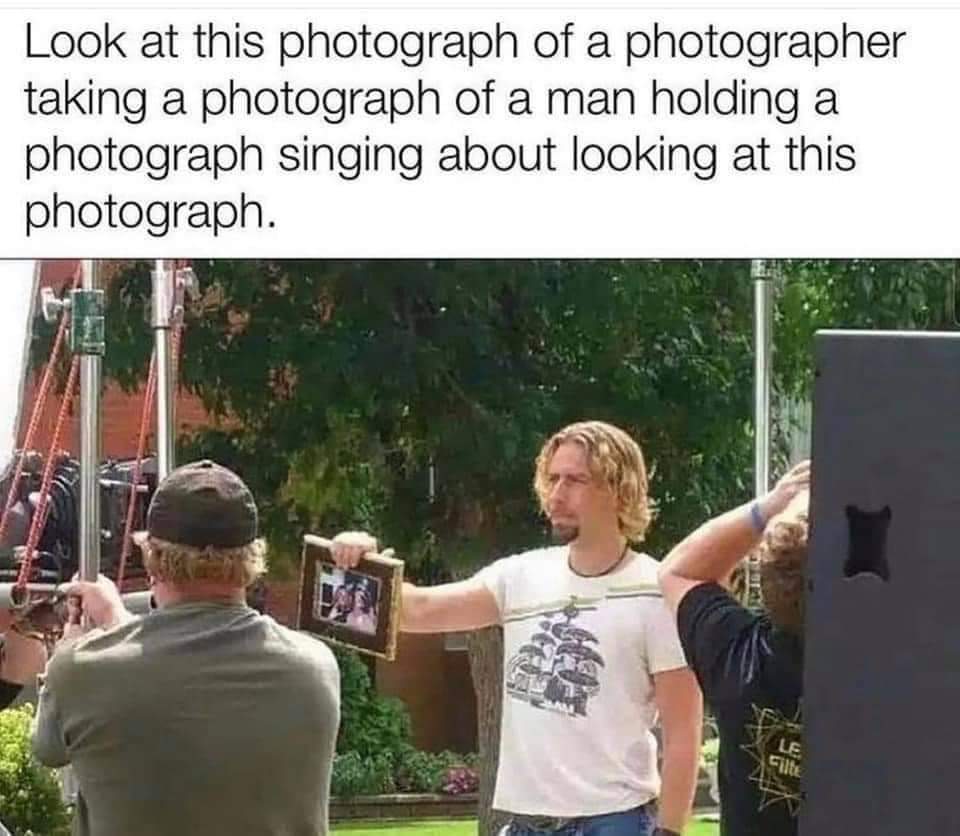 Look at this photograph of a photographer
taking a photograph of a man holding a
photograph singing about looking at this
photograph.